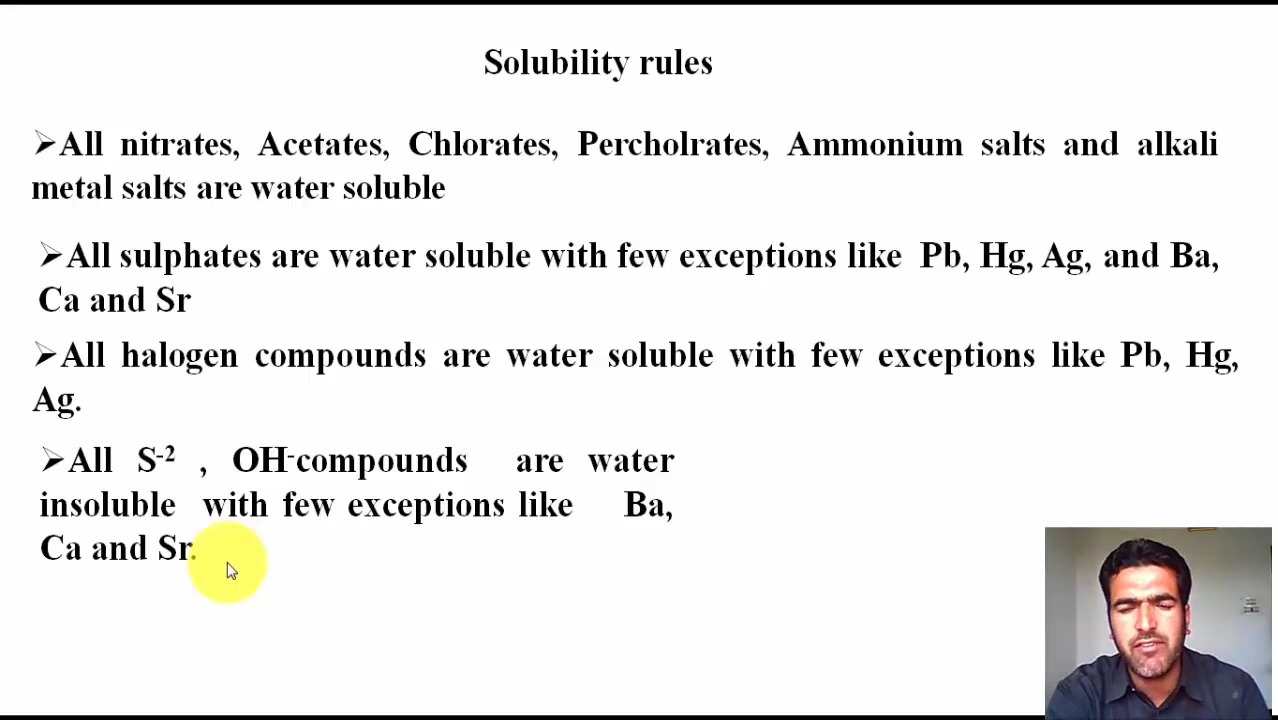 Solubility rules
➢All nitrates, Acetates, Chlorates, Percholrates, Ammonium salts and alkali
metal salts are water soluble
➢All sulphates are water soluble with few exceptions like Pb, Hg, Ag, and Ba,
Ca and Sr
➢All halogen compounds are water soluble with few exceptions like Pb, Hg,
Ag.
➢All S⁻² , OH⁻compounds are water
insoluble with few exceptions like Ba,
Ca and Sr.